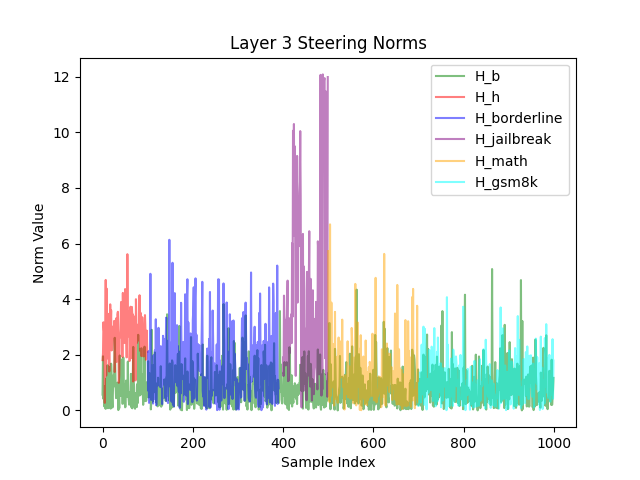 Layer 3 Steering Norms
Norm Value
12
10
8
6
4
2
0
H_b
H_h
H_borderline
H_jailbreak
H_math
H_gsm8k
0
200
400
600
800
1000
Sample Index